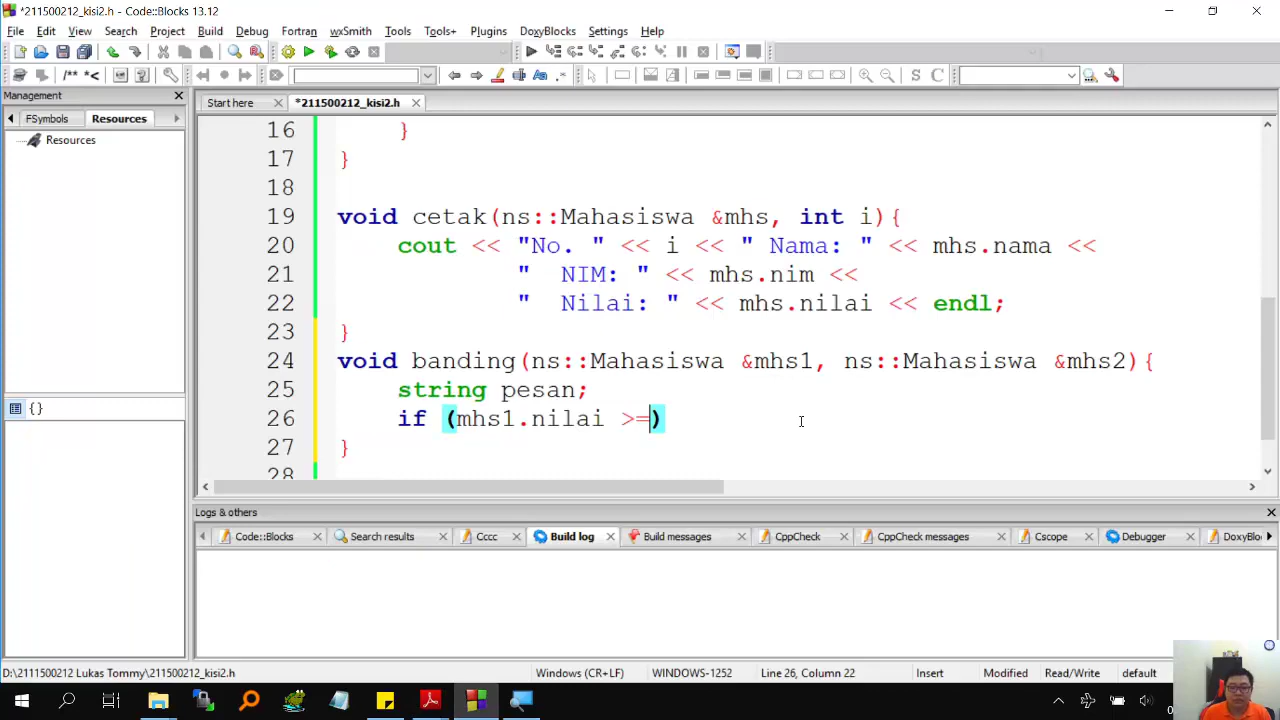 *211500212_kisi2.h - Code::Blocks 13.12
File Edit View Search Project Build Debug Fortran wxSmith Tools Tools+ Plugins DoxyBlocks Settings Help
/** *<
S C
Management
FSymbols Resources
Resources
{ }
Start here *211500212_kisi2.h
16 }
17 }
18
19 void cetak(ns::Mahasiswa &mhs, int i){
20 cout << "No. " << i << " Nama: " << mhs.nama <<
21 " NIM: " << mhs.nim <<
22 " Nilai: " << mhs.nilai << endl;
23 }
24 void banding(ns::Mahasiswa &mhs1, ns::Mahasiswa &mhs2){
25 string pesan;
26 if (mhs1.nilai >=)
27 }
28
Logs & others
Code::Blocks Search results Cccc Build log Build messages CppCheck CppCheck messages Cscope Debugger DoxyBlo
D:\2111500212 Lukas Tommy\211500212_kisi2.h Windows (CR+LF) WINDOWS-1252 Line 26, Column 22 Insert Modified Read/Write default